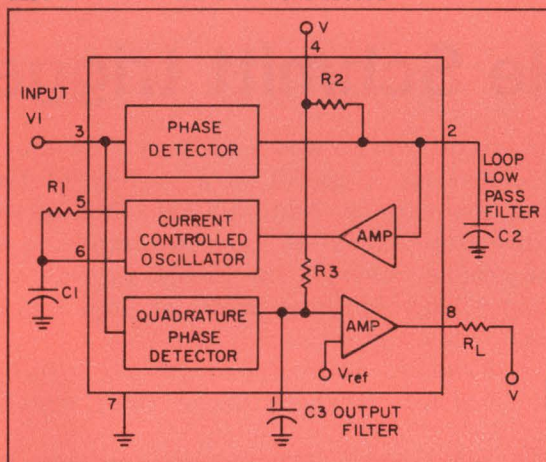 V
4
R2
INPUT
V1
3
PHASE
DETECTOR
2
LOOP
LOW
PASS
FILTER
C2
R1
5
CURRENT
CONTROLLED
OSCILLATOR
AMP
6
C1
R3
QUADRATURE
PHASE
DETECTOR
AMP
8
RL
Vref
V
7
1
C3 OUTPUT
FILTER